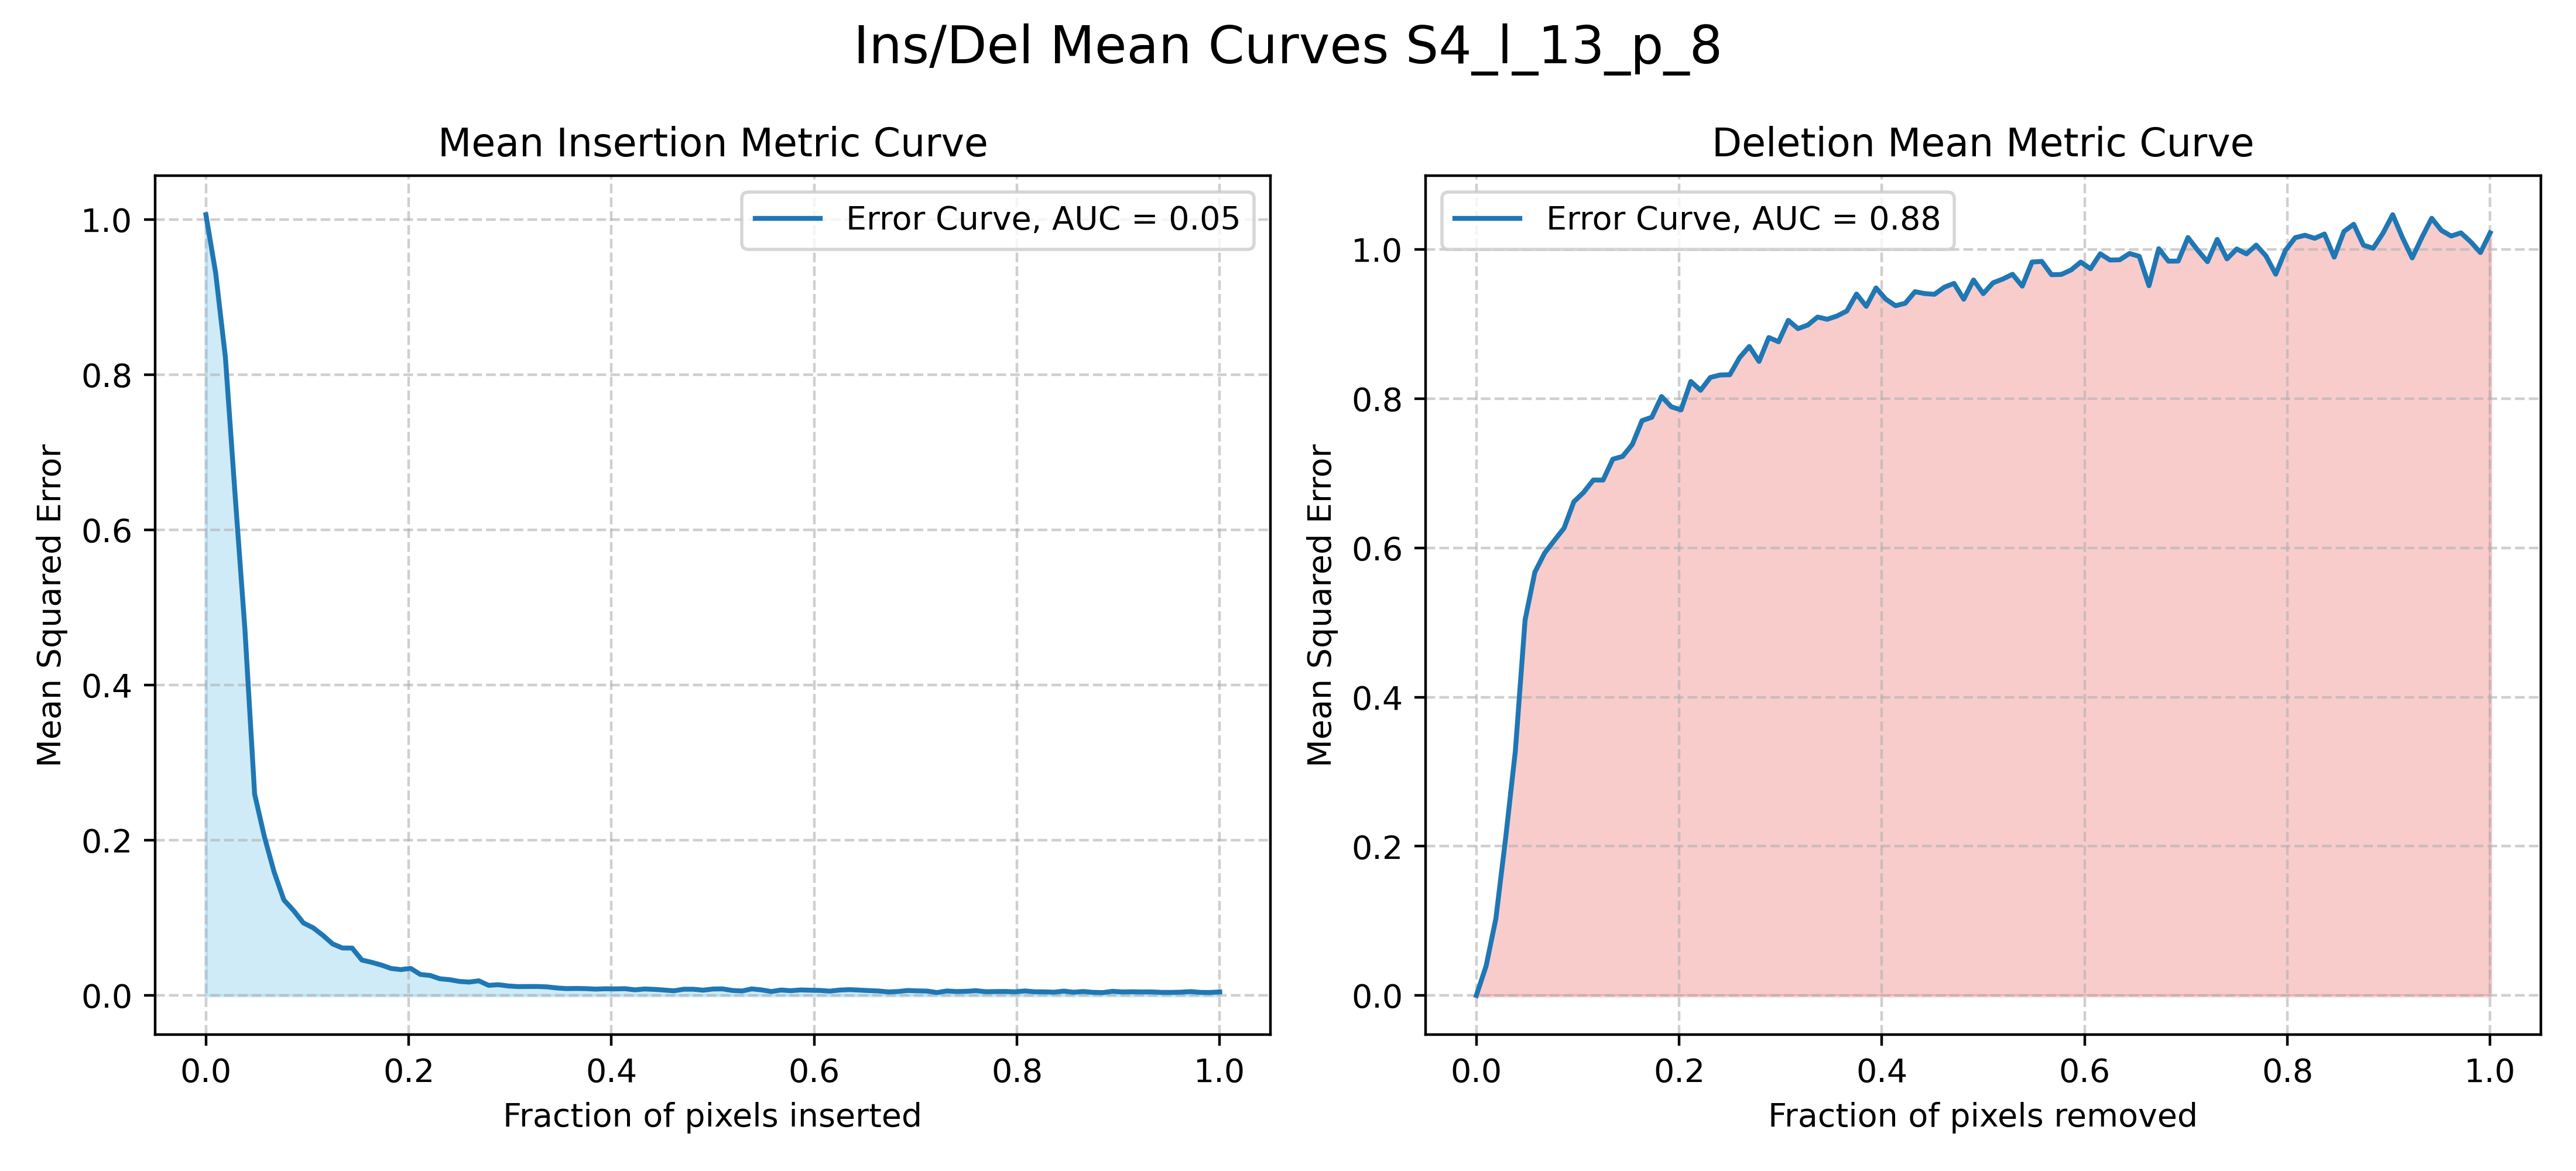 Ins/Del Mean Curves S4_l_13_p_8
Mean Insertion Metric Curve
Error Curve, AUC = 0.05
Mean Squared Error
1.0
0.8
0.6
0.4
0.2
0.0
0.0 0.2 0.4 0.6 0.8 1.0
Fraction of pixels inserted
Deletion Mean Metric Curve
Error Curve, AUC = 0.88
Mean Squared Error
1.0
0.8
0.6
0.4
0.2
0.0
0.0 0.2 0.4 0.6 0.8 1.0
Fraction of pixels removed